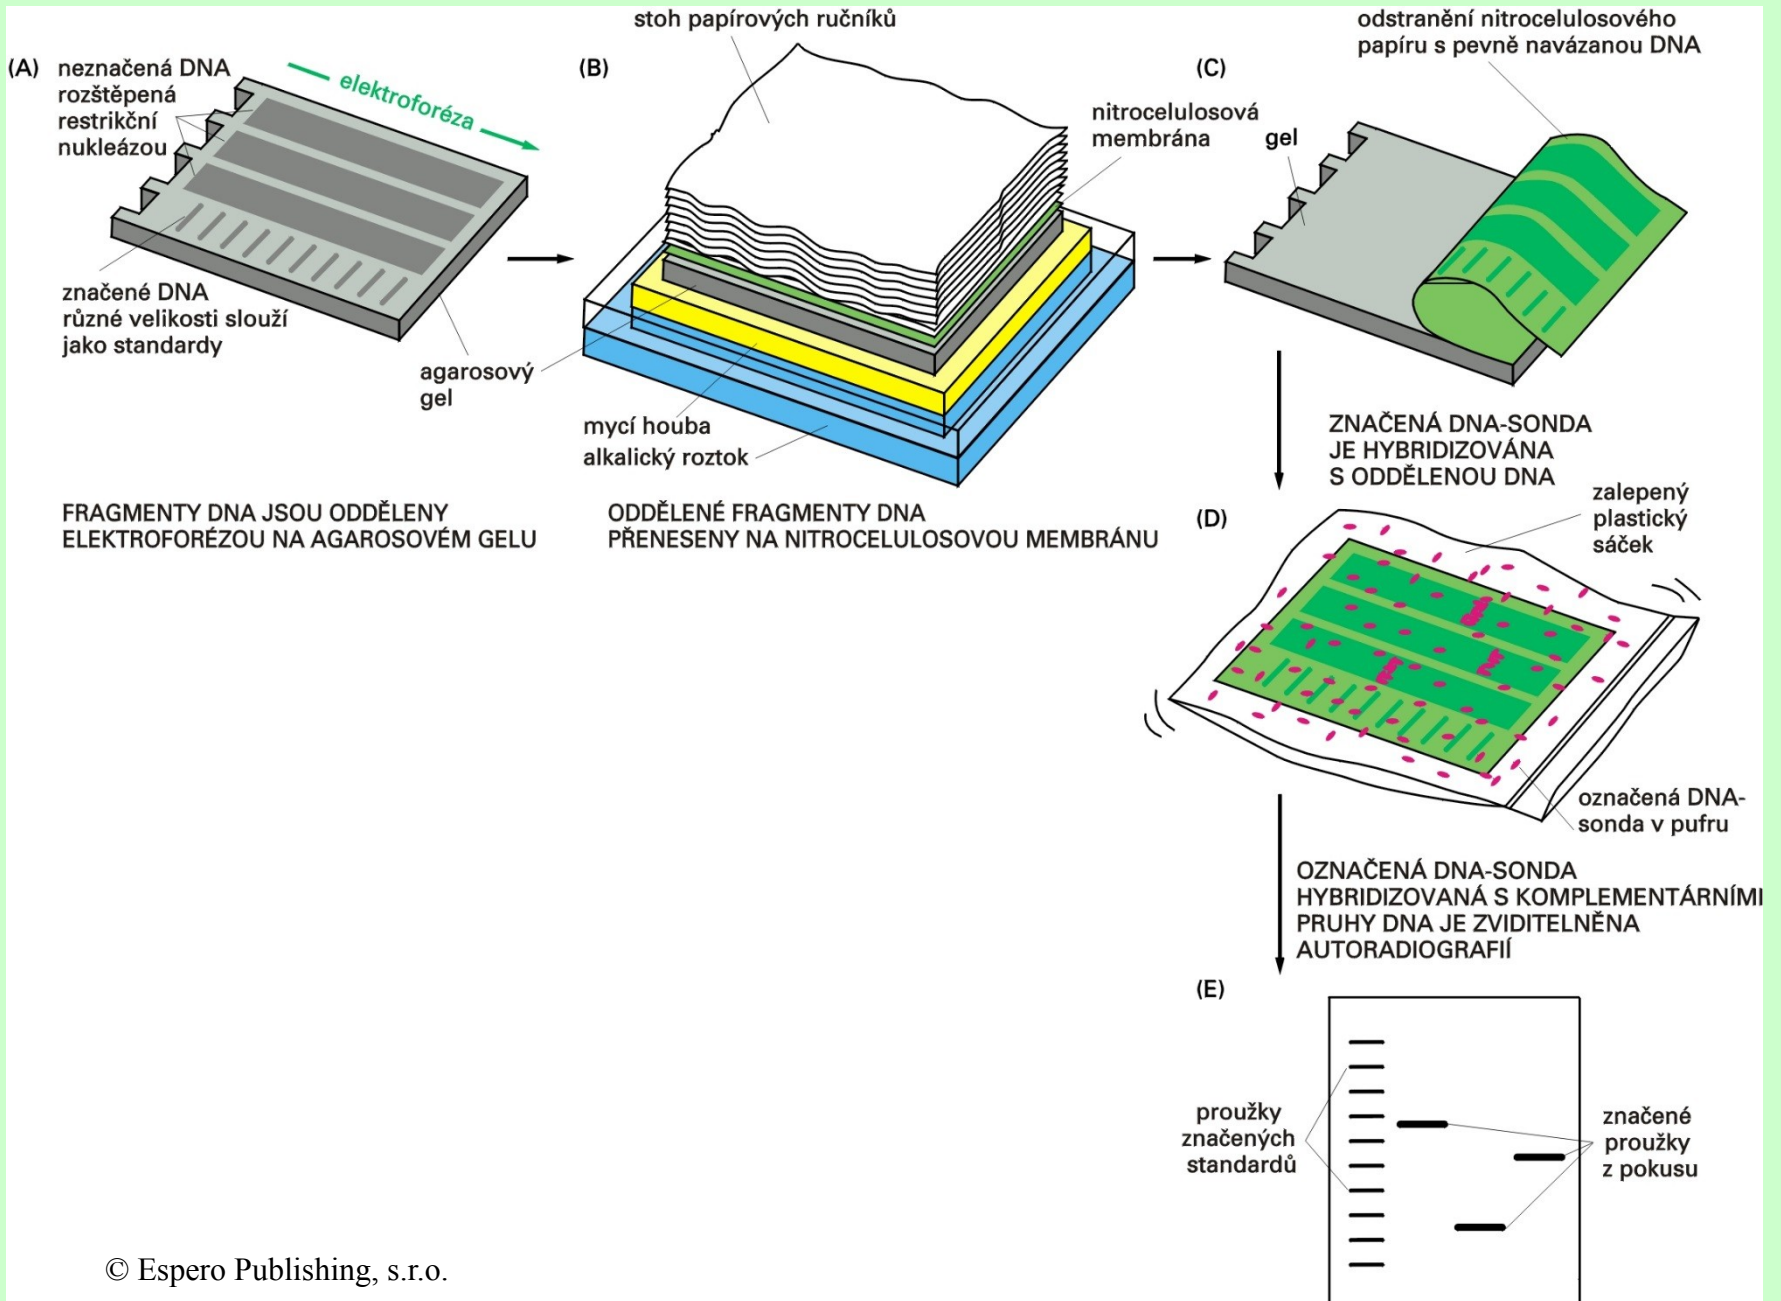 (A)
neznačená DNA
rozštěpená
restrikční
nukleázou
elektroforéza
značené DNA
různé velikosti slouží
jako standardy
agarosový
gel
FRAGMENTY DNA JSOU ODDĚLENY
ELEKTROFORÉZOU NA AGAROSOVÉM GELU
(B)
stoh papírových ručníků
nitrocelulosová
membrána
mycí houba
alkalický roztok
ODDĚLENÉ FRAGMENTY DNA
PŘENESENY NA NITROCELULOSOVOU MEMBRÁNU
(C)
odstranění nitrocelulosového
papíru s pevně navázanou DNA
gel
ZNAČENÁ DNA-SONDA
JE HYBRIDIZOVÁNA
S ODDĚLENOU DNA
(D)
zalepený
plastický
sáček
označená DNA-
sonda v pufru
OZNAČENÁ DNA-SONDA
HYBRIDIZOVANÁ S KOMPLEMENTÁRNÍMI
PRUHY DNA JE ZVIDITELNĚNA
AUTORADIOGRAFIÍ
(E)
proužky
značených
standardů
značené
proužky
z pokusu
© Espero Publishing, s.r.o.